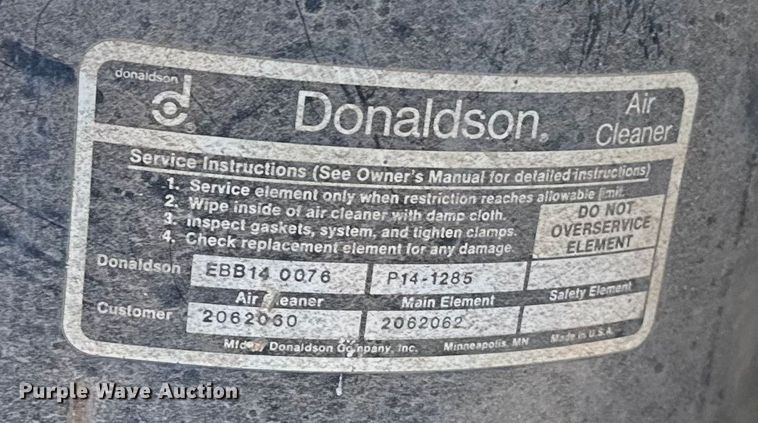 donaldson
Donaldson®
Air
Cleaner
Service Instructions (See Owner's Manual for detailed instructions)
1. Service element only when restriction reaches allowable limit.
2. Wipe inside of air cleaner with damp cloth.
3. Inspect gaskets, system, and tighten clamps.
4. Check replacement element for any damage.
DO NOT
OVERSERVICE
ELEMENT
Donaldson EBB14 0076 P14-1285
Air Cleaner Main Element Safety Element
Customer 2062060 2062062
Mfd by Donaldson Company, Inc. Minneapolis, MN Made in U.S.A.
Purple Wave Auction